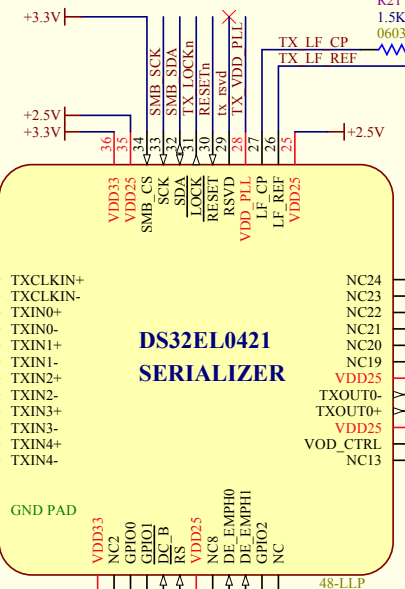 R21
1.5K
0603
+3.3V
SMB_SCK
SMB_SDA
TX_LOCKn
RESETn
tx_rsvd
TX_VDD_PLL
TX_LF_CP
TX_LF_REF
+2.5V
+3.3V
+2.5V
36
35
34
33
32
31
30
29
28
27
26
25
VDD33
VDD25
SMB_CS
SCK
SDA
LOCK
RESET
RSVD
VDD_PLL
LF_CP
LF_REF
VDD25
TXCLKIN+
TXCLKIN-
TXIN0+
TXIN0-
TXIN1+
TXIN1-
TXIN2+
TXIN2-
TXIN3+
TXIN3-
TXIN4+
TXIN4-
DS32EL0421
SERIALIZER
NC24
NC23
NC22
NC21
NC20
NC19
VDD25
TXOUT0-
TXOUT0+
VDD25
VOD_CTRL
NC13
GND PAD
VDD33
NC2
GPIO0
GPIO1
DC_B
RS
VDD25
NC8
DE_EMPH0
DE_EMPH1
GPIO2
NC
48-LLP